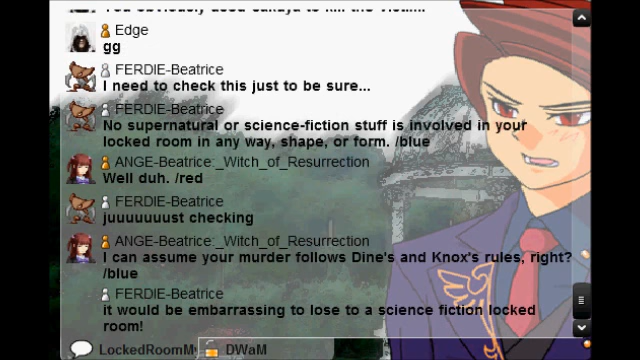 Edge
gg
FERDIE-Beatrice
I need to check this just to be sure...
FERDIE-Beatrice
No supernatural or science-fiction stuff is involved in your
locked room in any way, shape, or form. /blue
ANGE-Beatrice:_Witch_of_Resurrection
Well duh. /red
FERDIE-Beatrice
juuuuuuust checking
ANGE-Beatrice:_Witch_of_Resurrection
I can assume your murder follows Dine's and Knox's rules, right?
/blue
FERDIE-Beatrice
it would be embarrassing to lose to a science fiction locked
room!
LockedRoomMy
DWaM